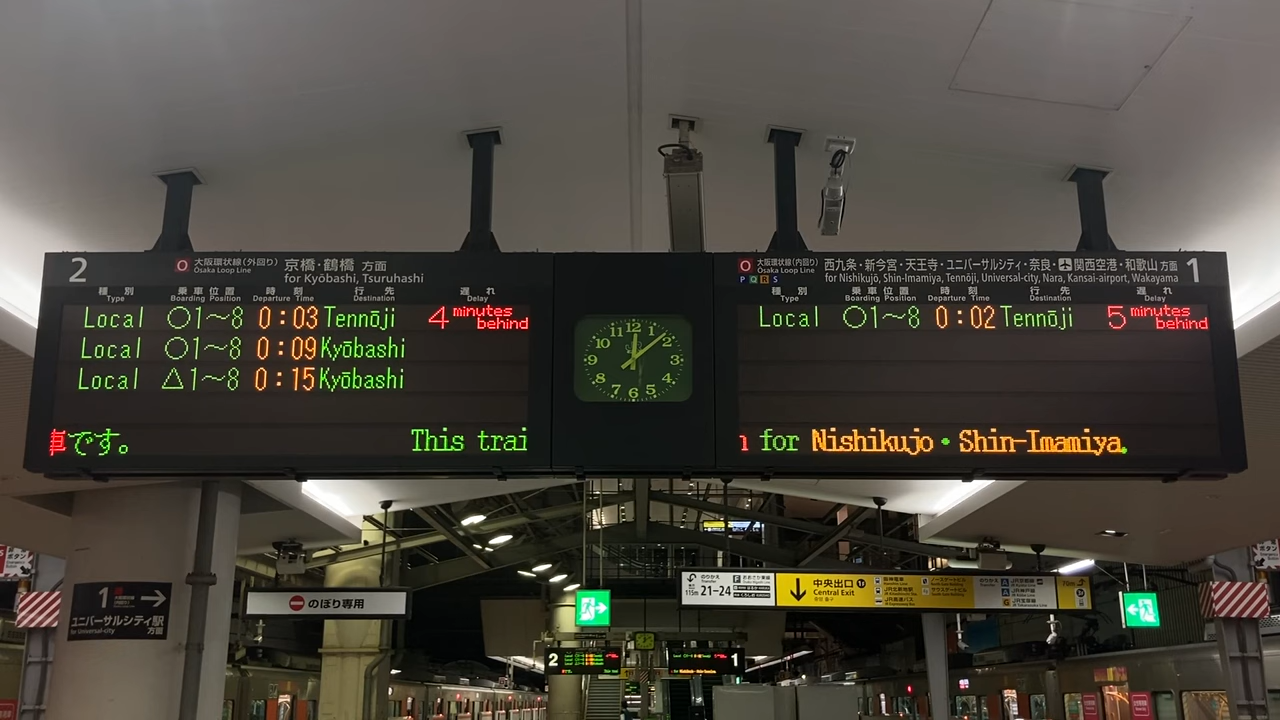 2
O 大阪環状線(外回り) 京橋・鶴橋 方面
Osaka Loop Line for Kyōbashi, Tsuruhashi
種別 乗車位置 時刻 行先 遅れ
Type Boarding Position Departure Time Destination Delay
Local ○1〜8 0:03 Tennōji 4 minutes behind
Local ○1〜8 0:09 Kyōbashi
Local △1〜8 0:15 Kyōbashi
車です。 This trai
11 12 1
10 2
9 3
8 4
7 6 5
O 大阪環状線(内回り) 西九条・新今宮・天王寺・ユニバーサルシティ・奈良・関西空港・和歌山 方面 1
Osaka Loop Line for Nishikujō, Shin-Imamiya, Tennōji, Universal-city, Nara, Kansai-airport, Wakayama
P Q R S
種別 乗車位置 時刻 行先 遅れ
Type Boarding Position Departure Time Destination Delay
Local ○1〜8 0:02 Tennōji 5 minutes behind
n for Nishikujo・Shin-Imamiya.
1
ユニバーサルシティ駅
for Universal-city 方面
のぼり専用
のりかえ
115m 21−24
中央出口
Central Exit
70m
2
1